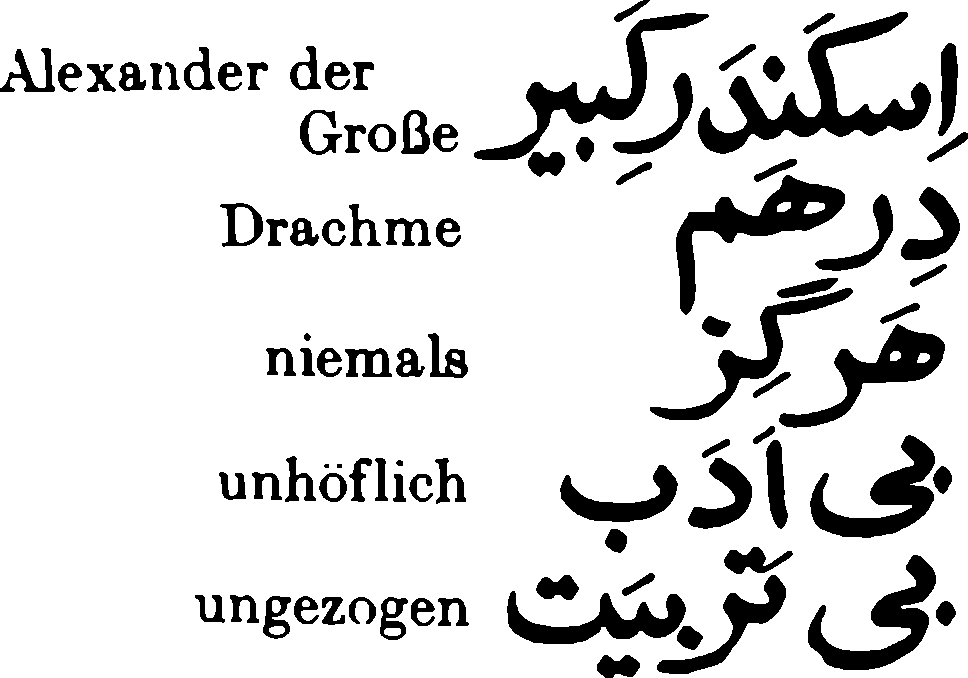 Alexander der
Große اِسکَندَرِ کَبیر
Drachme دِرهَم
niemals هَرگِز
unhöflich بی اَدَب
ungezogen بی تَربیَت